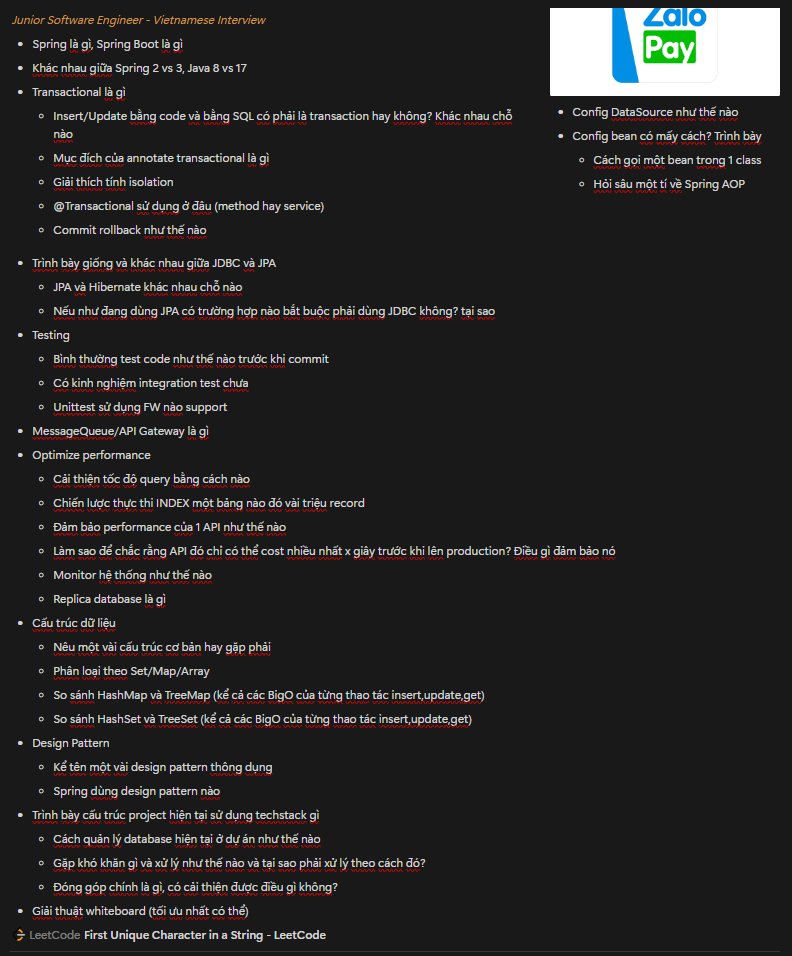 Junior Software Engineer - Vietnamese Interview
Spring là gì, Spring Boot là gì
Khác nhau giữa Spring 2 vs 3, Java 8 vs 17
Transactional là gì
Insert/Update bằng code và bằng SQL có phải là transaction hay không? Khác nhau chỗ
nào
Mục đích của annotate transactional là gì
Giải thích tính isolation
@Transactional sử dụng ở đâu (method hay service)
Commit rollback như thế nào
Zalo
Pay
Config DataSource như thế nào
Config bean có mấy cách? Trình bày
Cách gọi một bean trong 1 class
Hỏi sâu một tí về Spring AOP
Trình bày giống và khác nhau giữa JDBC và JPA
JPA và Hibernate khác nhau chỗ nào
Nếu như đang dùng JPA có trường hợp nào bắt buộc phải dùng JDBC không? tại sao
Testing
Bình thường test code như thế nào trước khi commit
Có kinh nghiệm integration test chưa
Unittest sử dụng FW nào support
MessageQueue/API Gateway là gì
Optimize performance
Cải thiện tốc độ query bằng cách nào
Chiến lược thực thi INDEX một bảng nào đó vài triệu record
Đảm bảo performance của 1 API như thế nào
Làm sao để chắc rằng API đó chỉ có thể cost nhiều nhất x giây trước khi lên production? Điều gì đảm bảo nó
Monitor hệ thống như thế nào
Replica database là gì
Cấu trúc dữ liệu
Nêu một vài cấu trúc cơ bản hay gặp phải
Phân loại theo Set/Map/Array
So sánh HashMap và TreeMap (kể cả các BigO của từng thao tác insert,update,get)
So sánh HashSet và TreeSet (kể cả các BigO của từng thao tác insert,update,get)
Design Pattern
Kể tên một vài design pattern thông dụng
Spring dùng design pattern nào
Trình bày cấu trúc project hiện tại sử dụng techstack gì
Cách quản lý database hiện tại ở dự án như thế nào
Gặp khó khăn gì và xử lý như thế nào và tại sao phải xử lý theo cách đó?
Đóng góp chính là gì, có cải thiện được điều gì không?
Giải thuật whiteboard (tối ưu nhất có thể)
LeetCode First Unique Character in a String - LeetCode